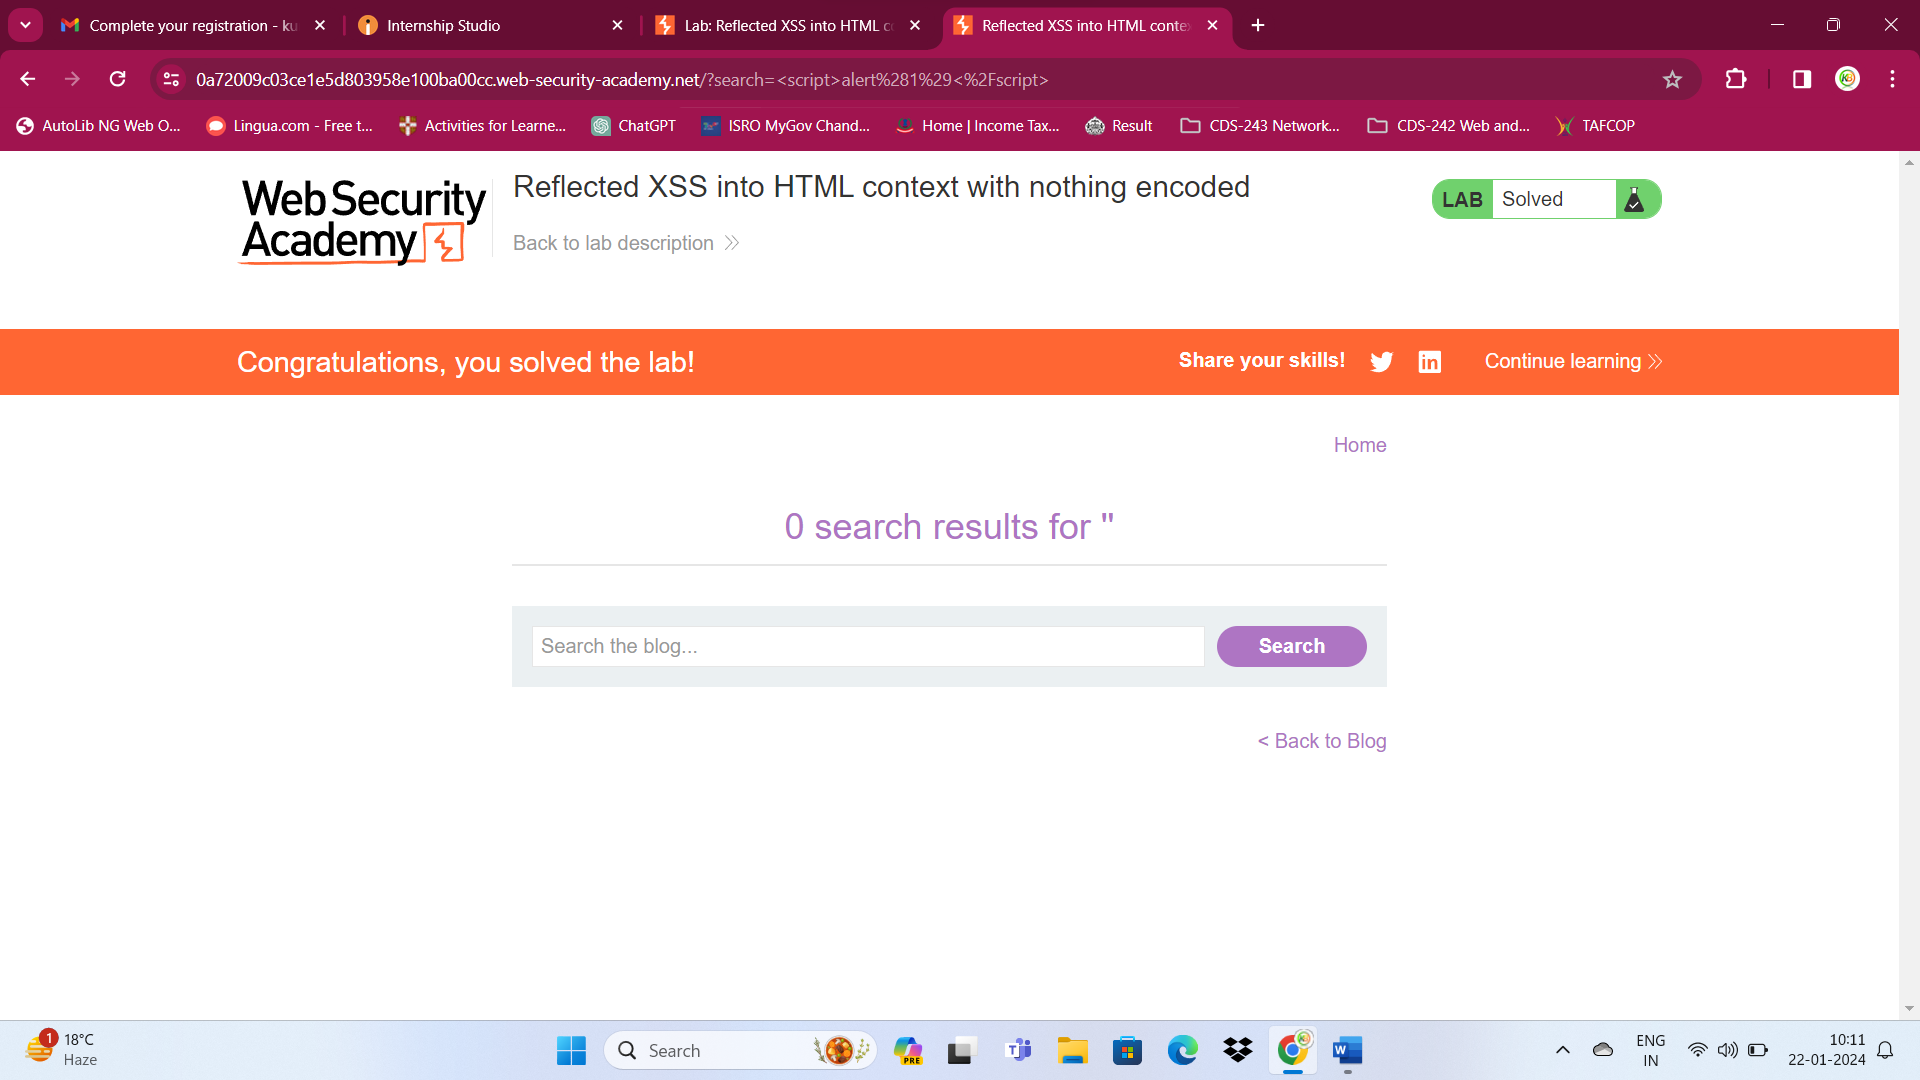 Complete your registration - ku
Internship Studio
Lab: Reflected XSS into HTML co
Reflected XSS into HTML contex
0a72009c03ce1e5d803958e100ba00cc.web-security-academy.net/?search=<script>alert%281%29<%2Fscript>
AutoLib NG Web O...
Lingua.com - Free t...
Activities for Learne...
ChatGPT
ISRO MyGov Chand...
Home | Income Tax...
Result
CDS-243 Network...
CDS-242 Web and...
TAFCOP
Web Security
Academy
Reflected XSS into HTML context with nothing encoded
Back to lab description
LAB Solved
Congratulations, you solved the lab!
Share your skills!
Continue learning
Home
0 search results for ''
Search the blog...
Search
< Back to Blog
1
18°C
Haze
Search
PRE
ENG
IN
10:11
22-01-2024